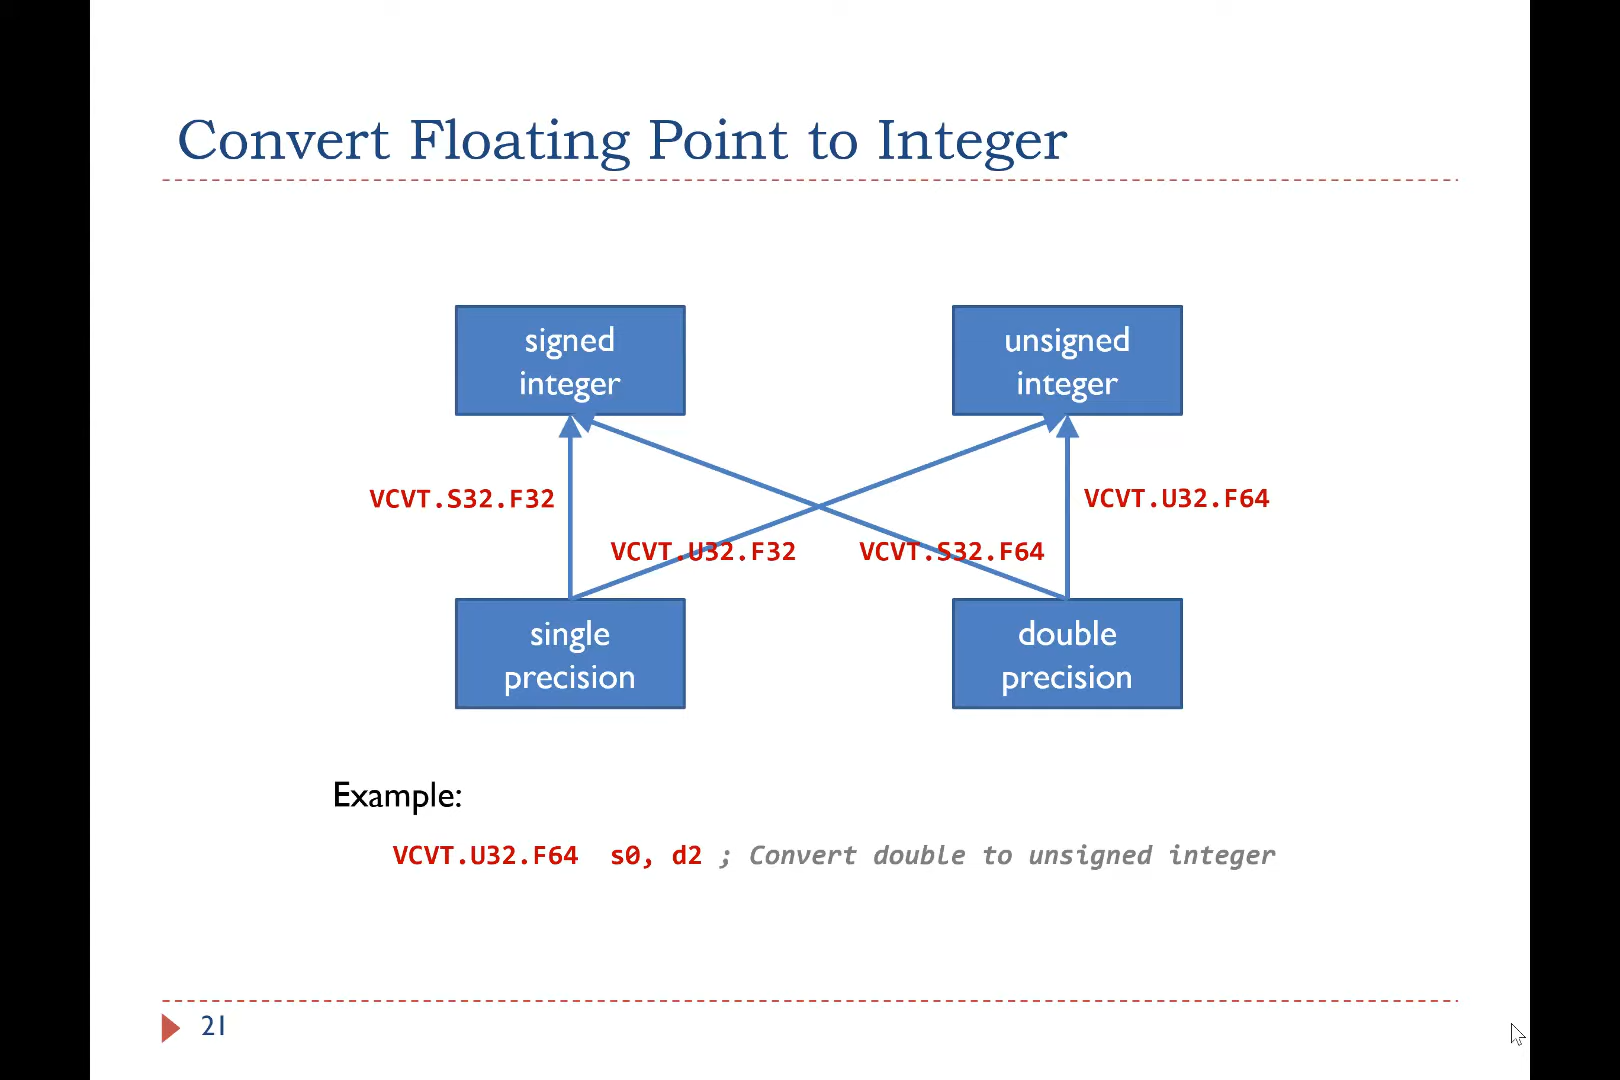 Convert Floating Point to Integer
signed
integer
unsigned
integer
VCVT.S32.F32
VCVT.U32.F64
VCVT.U32.F32
VCVT.S32.F64
single
precision
double
precision
Example:
VCVT.U32.F64  s0, d2 ; Convert double to unsigned integer
21